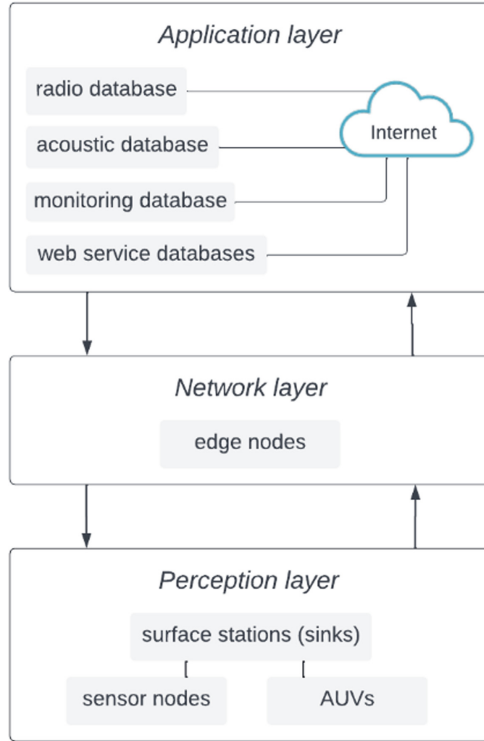 Application layer
radio database
Internet
acoustic database
monitoring database
web service databases
Network layer
edge nodes
Perception layer
surface stations (sinks)
sensor nodes
AUVs